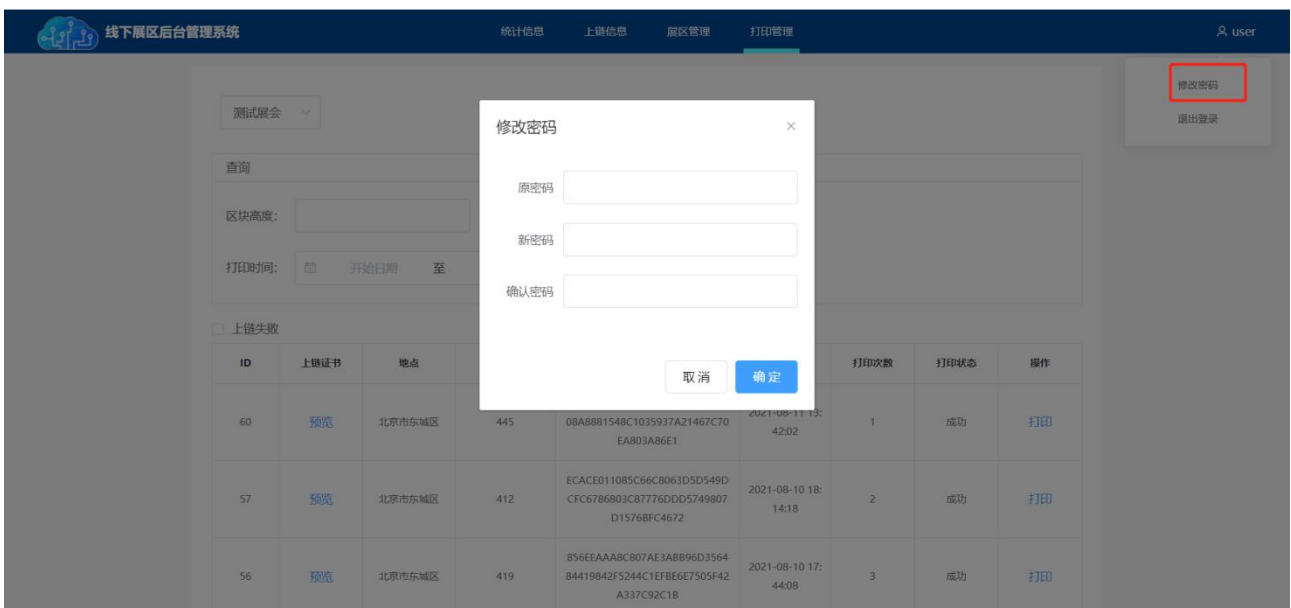 线下展区后台管理系统
统计信息 上链信息 展区管理 打印管理
user
修改密码
退出登录
测试展会
修改密码
查询
原密码
区块高度:
新密码
打印时间: 开始日期 至
确认密码
上链失败
取消 确定
ID 上链证书 地点 打印次数 打印状态 操作
60 预览 北京市东城区 445 08A8881548C1035937A21467C70 2021-08-11 13: 1 成功 打印
EA803A86E1 42:02
ECACE011085C66C8063D5D549D
57 预览 北京市东城区 412 CFC6786803C87776DDD5749807 2021-08-10 18: 2 成功 打印
D1576BFC4672 14:18
856EEAAA8C807AE3ABB96D3564
56 预览 北京市东城区 419 84419842F5244C1EFBE6E7505F42 2021-08-10 17: 3 成功 打印
A337C92C1B 44:08